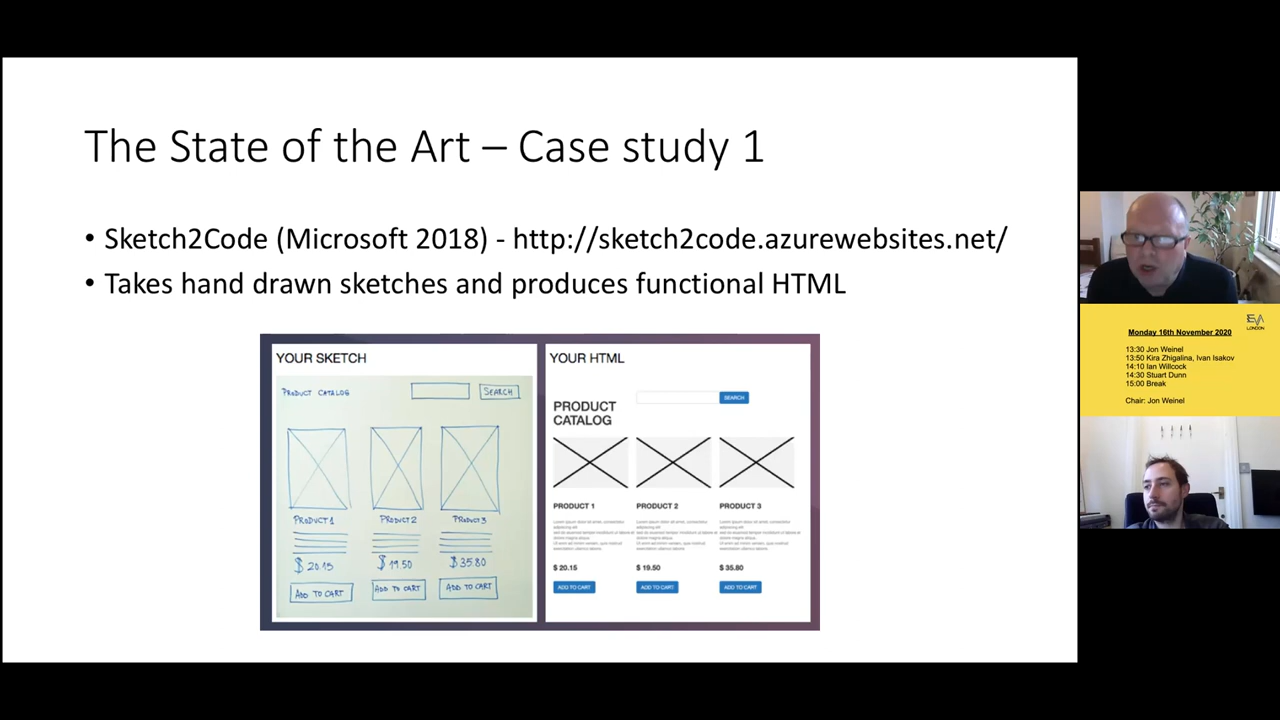 The State of the Art – Case study 1
• Sketch2Code (Microsoft 2018) - http://sketch2code.azurewebsites.net/
• Takes hand drawn sketches and produces functional HTML
YOUR SKETCH
PRODUCT CATALOG
SEARCH
PRODUCT 1 PRODUCT 2 PRODUCT 3
$ 20.15 $ 19.50 $ 35.80
ADD TO CART ADD TO CART ADD TO CART
YOUR HTML
SEARCH
PRODUCT
CATALOG
PRODUCT 1 PRODUCT 2 PRODUCT 3
$ 20.15 $ 19.50 $ 35.80
ADD TO CART ADD TO CART ADD TO CART
EVA
LONDON
Monday 16th November 2020
13:30 Jon Weinel
13:50 Kira Zhigalina, Ivan Isakov
14:10 Ian Willcock
14:30 Stuart Dunn
15:00 Break
Chair: Jon Weinel